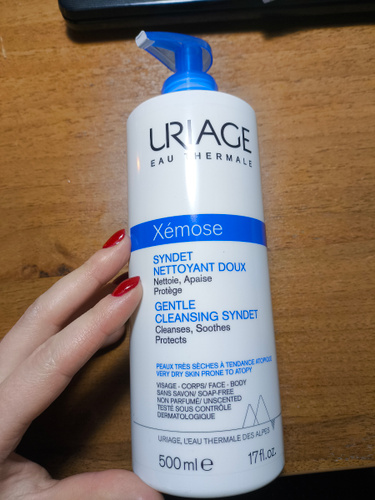 URIAGE
EAU THERMALE
Xémose
SYNDET
NETTOYANT DOUX
Nettoie, Apaise
Protège
GENTLE
CLEANSING SYNDET
Cleanses, Soothes
Protects
PEAUX TRÈS SÈCHES À TENDANCE ATOPIQUE
VERY DRY SKIN PRONE TO ATOPY
VISAGE - CORPS/ FACE - BODY
SANS SAVON/ SOAP-FREE
NON PARFUMÉ/ UNSCENTED
TESTÉ SOUS CONTRÔLE
DERMATOLOGIQUE
URIAGE, L'EAU THERMALE DES ALPES
500 ml e 17fl.oz.